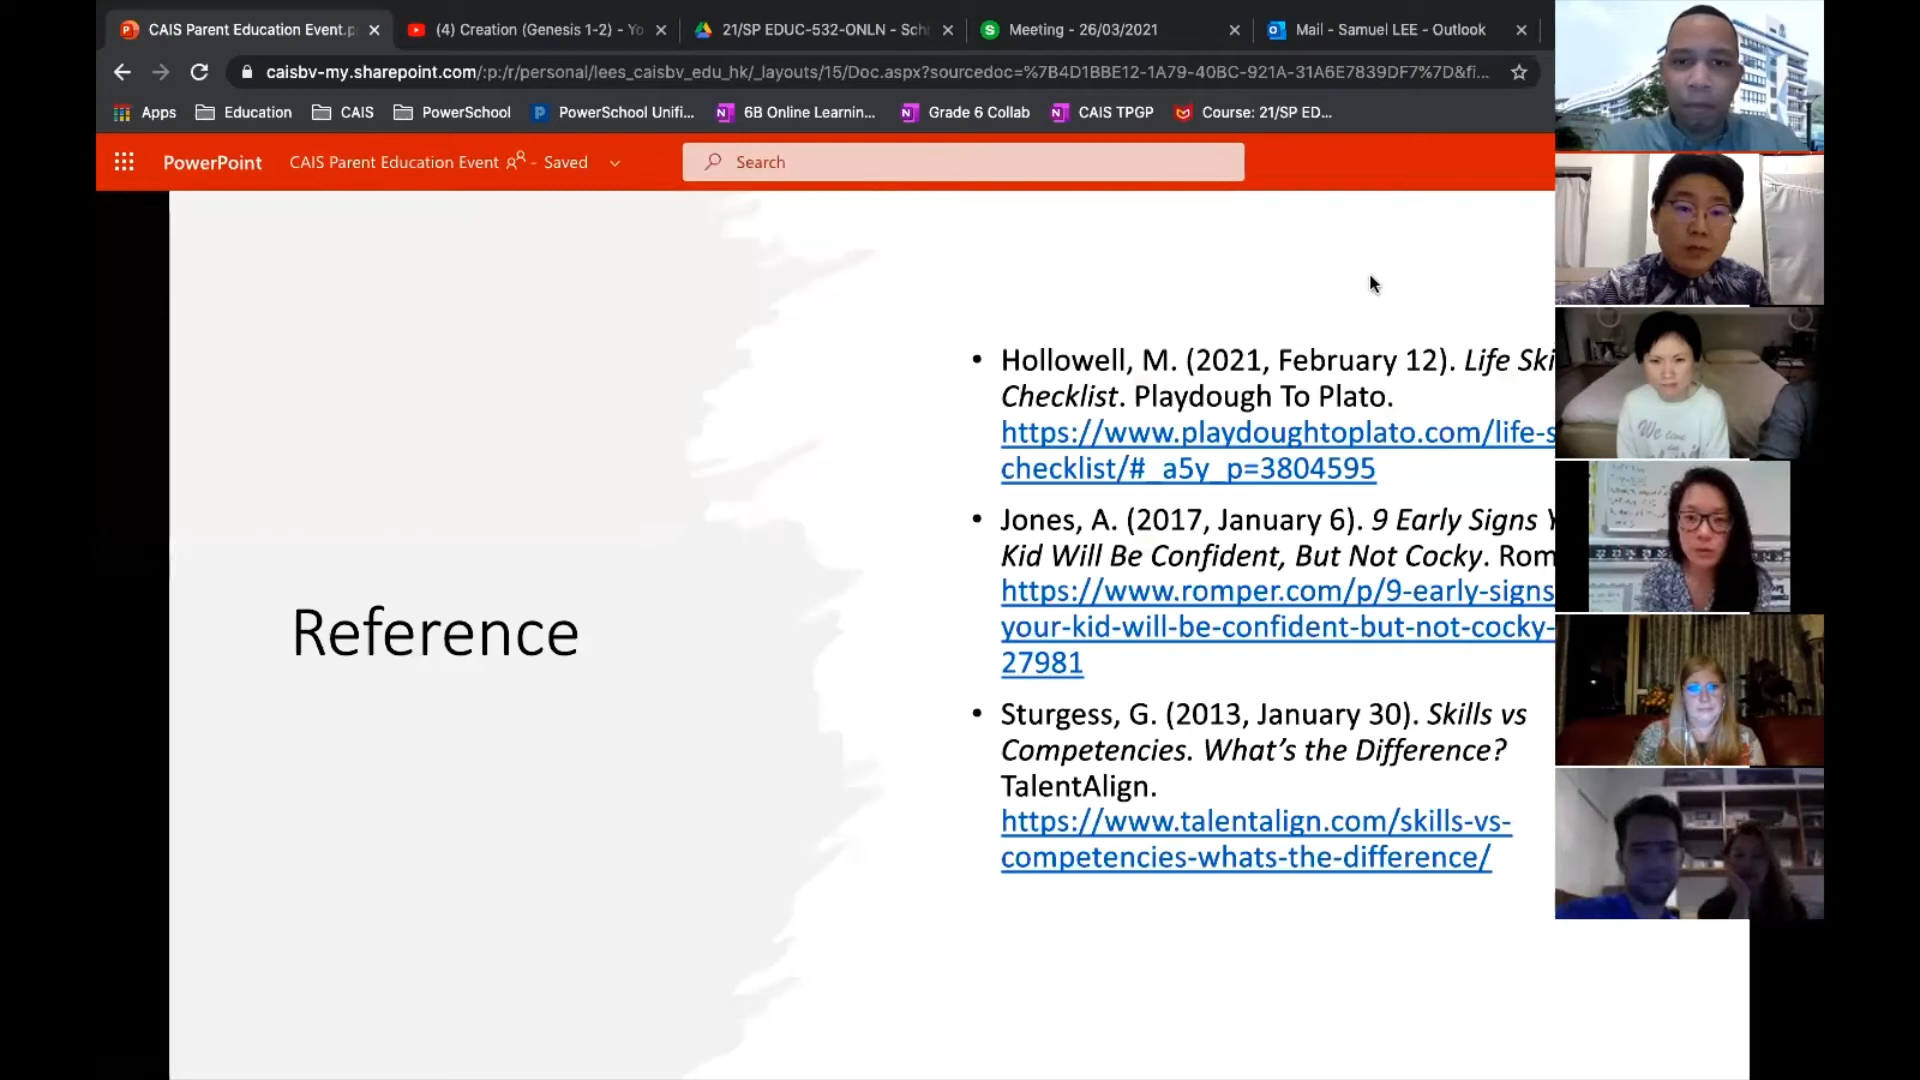 CAIS Parent Education Event.p
(4) Creation (Genesis 1-2) - Yo
21/SP EDUC-532-ONLN - Sch
Meeting - 26/03/2021
Mail - Samuel LEE - Outlook
caisbv-my.sharepoint.com/:p:/r/personal/lees_caisbv_edu_hk/_layouts/15/Doc.aspx?sourcedoc=%7B4D1BBE12-1A79-40BC-921A-31A6E7839DF7%7D&fi...
Apps
Education
CAIS
PowerSchool
PowerSchool Unifi...
6B Online Learnin...
Grade 6 Collab
CAIS TPGP
Course: 21/SP ED...
PowerPoint
CAIS Parent Education Event - Saved
Search
Reference
• Hollowell, M. (2021, February 12). Life Ski
Checklist. Playdough To Plato.
https://www.playdoughtoplato.com/life-s
checklist/#_a5y_p=3804595
• Jones, A. (2017, January 6). 9 Early Signs Y
Kid Will Be Confident, But Not Cocky. Rom
https://www.romper.com/p/9-early-signs
your-kid-will-be-confident-but-not-cocky-
27981
• Sturgess, G. (2013, January 30). Skills vs
Competencies. What's the Difference?
TalentAlign.
https://www.talentalign.com/skills-vs-
competencies-whats-the-difference/
We